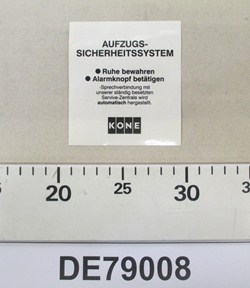 AUFZUGS-
SICHERHEITSSYSTEM
● Ruhe bewahren
● Alarmknopf betätigen
-Sprechverbindung mit
unserer ständig besetzten
Service-Zentrale wird
automatisch hergestellt.
KONE
20 25 30
DE79008